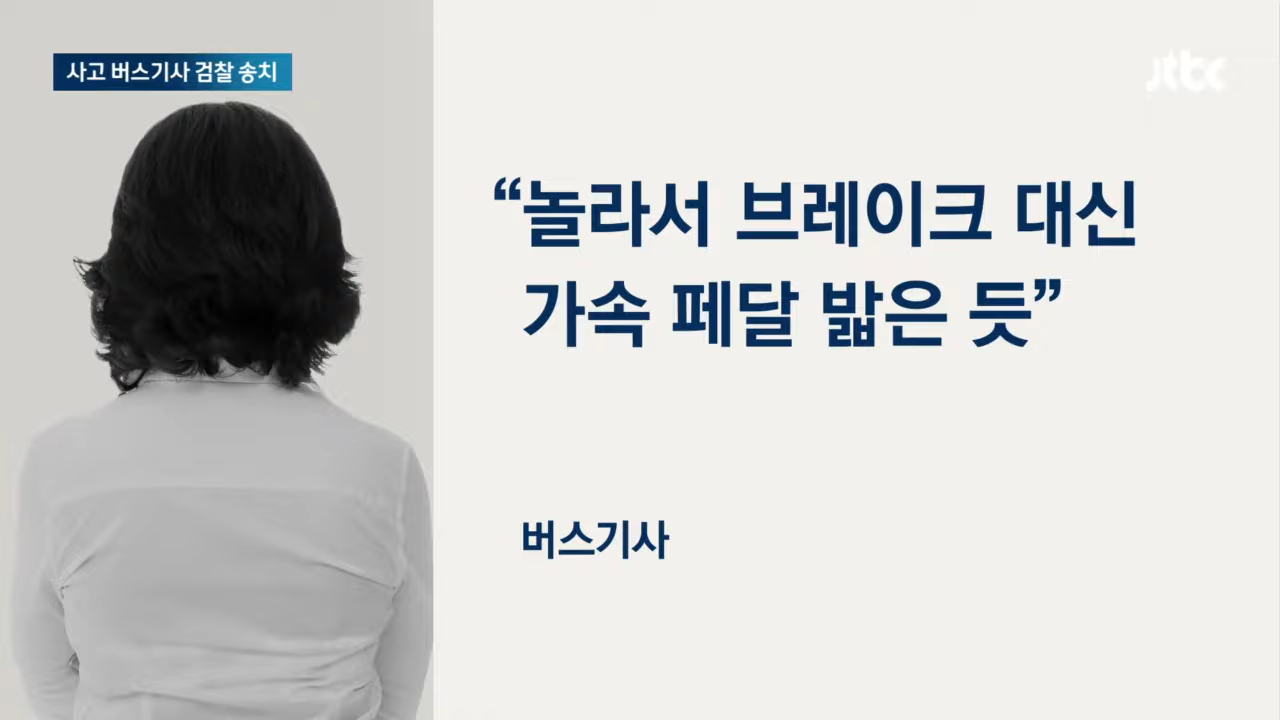 사고 버스기사 검찰 송치
jtbc
“놀라서 브레이크 대신
가속 페달 밟은 듯”
버스기사